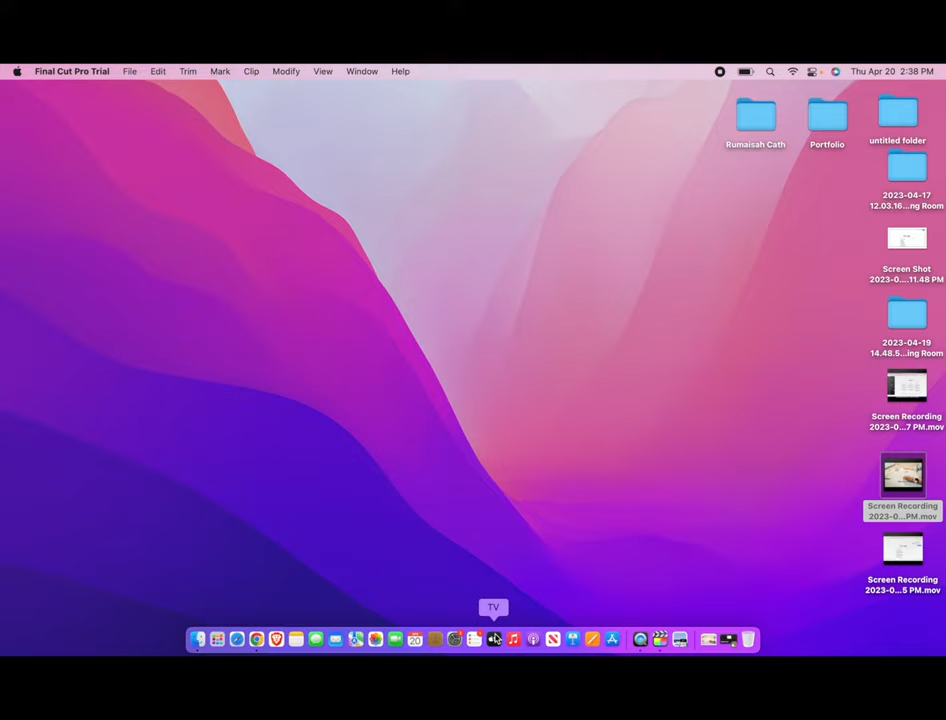 Final Cut Pro Trial File Edit Trim Mark Clip Modify View Window Help Thu Apr 20 2:38 PM
Rumaisah Cath
Portfolio
untitled folder
2023-04-17
12.03.16...ng Room
Screen Shot
2023-0....11.48 PM
2023-04-19
14.48.5...ing Room
Screen Recording
2023-0...7 PM.mov
Screen Recording
2023-0...PM.mov
Screen Recording
2023-0...5 PM.mov
TV